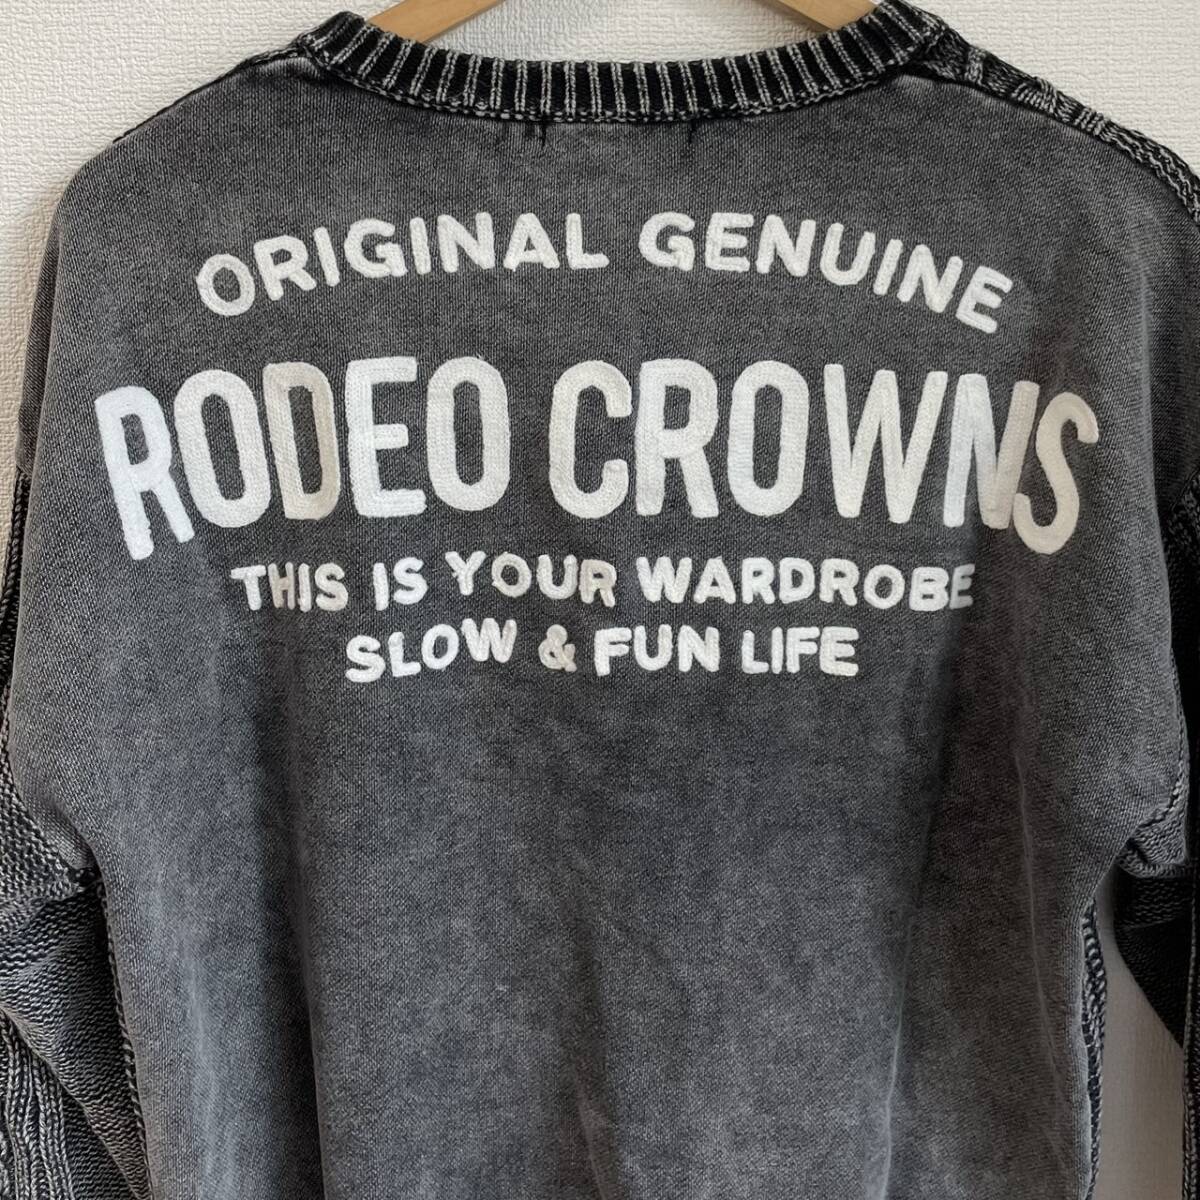 ORIGINAL GENUINE
RODEO CROWNS
THIS IS YOUR WARDROBE
SLOW & FUN LIFE